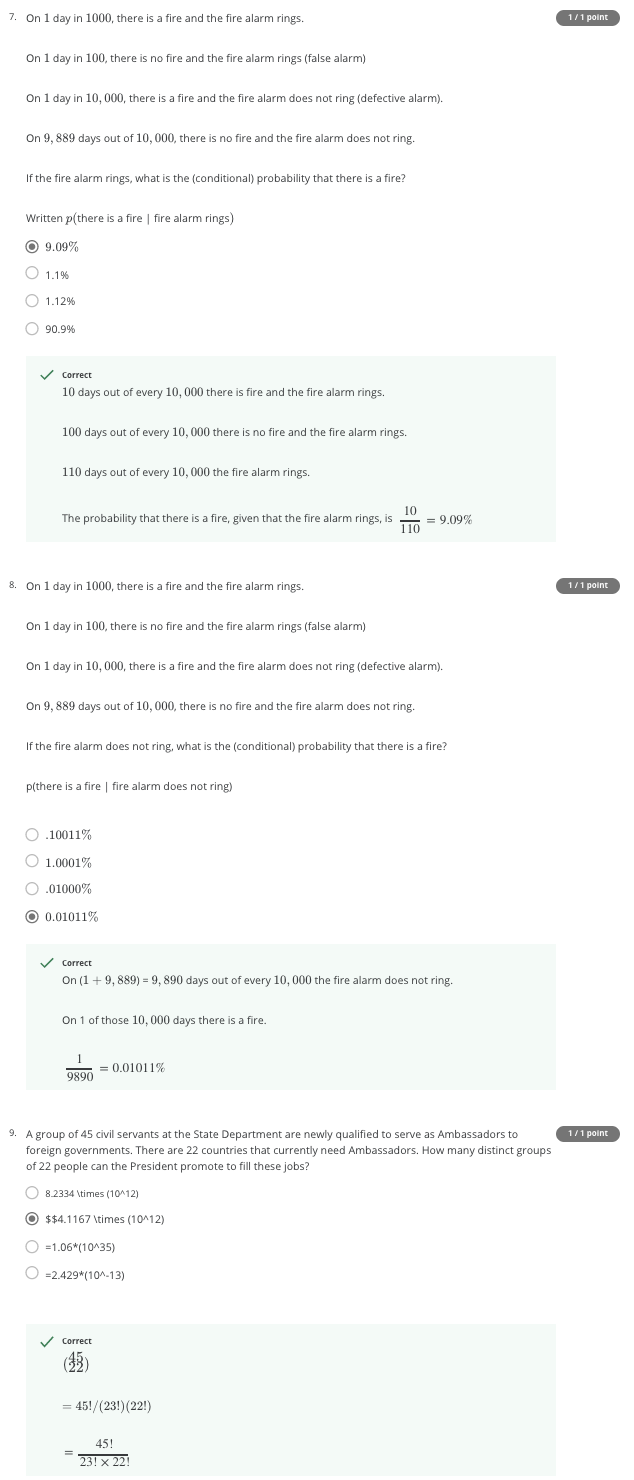 7. On 1 day in 1000, there is a fire and the fire alarm rings.
1 / 1 point
On 1 day in 100, there is no fire and the fire alarm rings (false alarm)
On 1 day in 10, 000, there is a fire and the fire alarm does not ring (defective alarm).
On 9, 889 days out of 10, 000, there is no fire and the fire alarm does not ring.
If the fire alarm rings, what is the (conditional) probability that there is a fire?
Written p(there is a fire | fire alarm rings)
9.09%
1.1%
1.12%
90.9%
Correct
10 days out of every 10, 000 there is fire and the fire alarm rings.
100 days out of every 10, 000 there is no fire and the fire alarm rings.
110 days out of every 10, 000 the fire alarm rings.
The probability that there is a fire, given that the fire alarm rings, is 10/110 = 9.09%
8. On 1 day in 1000, there is a fire and the fire alarm rings.
1 / 1 point
On 1 day in 100, there is no fire and the fire alarm rings (false alarm)
On 1 day in 10, 000, there is a fire and the fire alarm does not ring (defective alarm).
On 9, 889 days out of 10, 000, there is no fire and the fire alarm does not ring.
If the fire alarm does not ring, what is the (conditional) probability that there is a fire?
p(there is a fire | fire alarm does not ring)
.10011%
1.0001%
.01000%
0.01011%
Correct
On (1 + 9, 889) = 9, 890 days out of every 10, 000 the fire alarm does not ring.
On 1 of those 10, 000 days there is a fire.
1/9890 = 0.01011%
9. A group of 45 civil servants at the State Department are newly qualified to serve as Ambassadors to
1 / 1 point
foreign governments. There are 22 countries that currently need Ambassadors. How many distinct groups
of 22 people can the President promote to fill these jobs?
8.2334 \times (10^12)
$$4.1167 \times (10^12)
=1.06*(10^35)
=2.429*(10^-13)
Correct
(45
22)
= 45!/(23!)(22!)
= 45!
23! × 22!